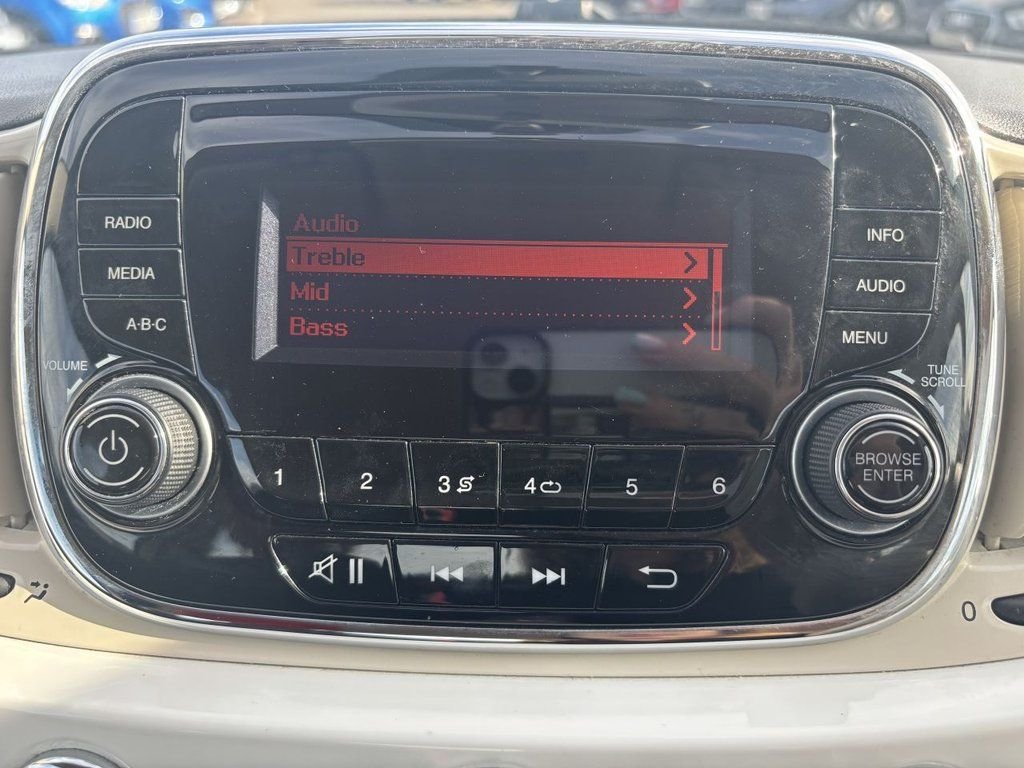 RADIO
MEDIA
A·B·C
VOLUME
Audio
Treble
Mid
Bass
INFO
AUDIO
MENU
TUNE
SCROLL
BROWSE
ENTER
1
2
3
4
5
6
0